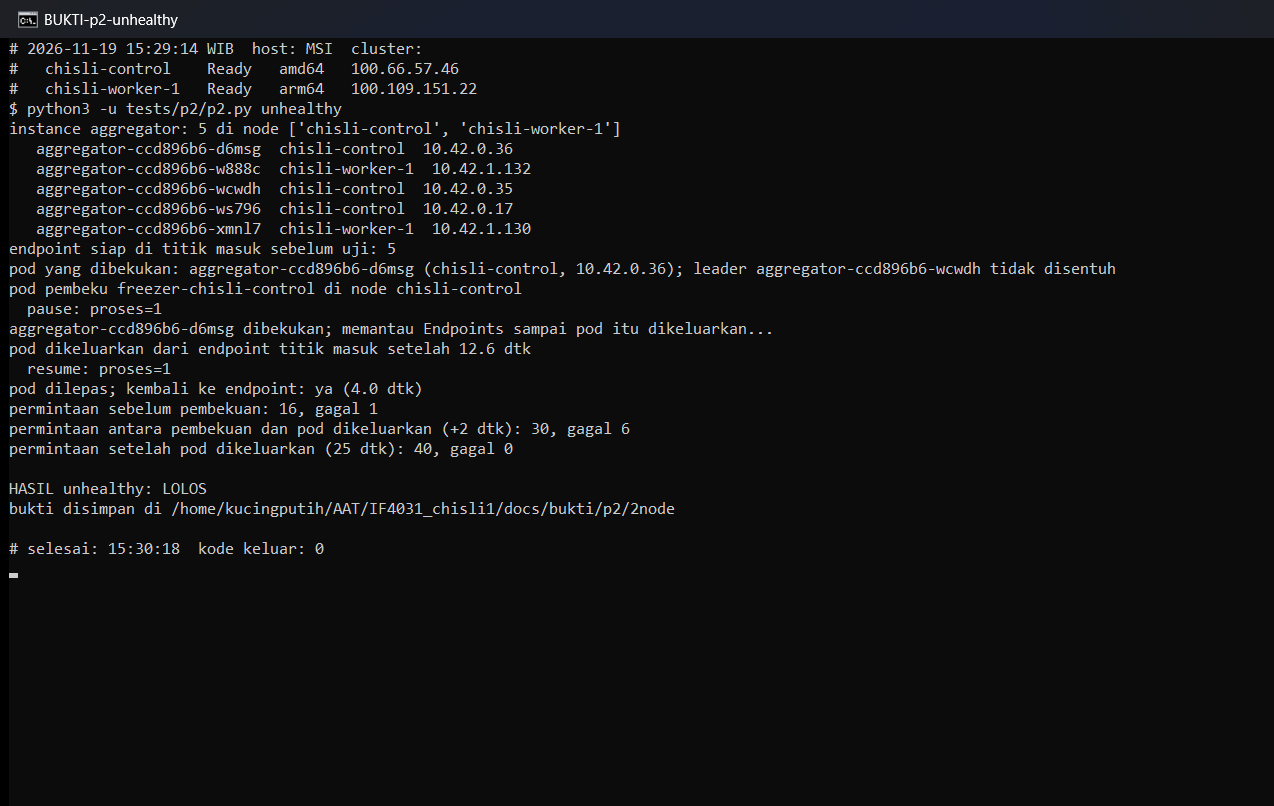 BUKTI-p2-unhealthy
# 2026-11-19 15:29:14 WIB  host: MSI  cluster:
#   chisli-control    Ready   amd64   100.66.57.46
#   chisli-worker-1   Ready   arm64   100.109.151.22
$ python3 -u tests/p2/p2.py unhealthy
instance aggregator: 5 di node ['chisli-control', 'chisli-worker-1']
   aggregator-ccd896b6-d6msg  chisli-control  10.42.0.36
   aggregator-ccd896b6-w888c  chisli-worker-1  10.42.1.132
   aggregator-ccd896b6-wcwdh  chisli-control  10.42.0.35
   aggregator-ccd896b6-ws796  chisli-control  10.42.0.17
   aggregator-ccd896b6-xmnl7  chisli-worker-1  10.42.1.130
endpoint siap di titik masuk sebelum uji: 5
pod yang dibekukan: aggregator-ccd896b6-d6msg (chisli-control, 10.42.0.36); leader aggregator-ccd896b6-wcwdh tidak disentuh
pod pembeku freezer-chisli-control di node chisli-control
  pause: proses=1
aggregator-ccd896b6-d6msg dibekukan; memantau Endpoints sampai pod itu dikeluarkan...
pod dikeluarkan dari endpoint titik masuk setelah 12.6 dtk
  resume: proses=1
pod dilepas; kembali ke endpoint: ya (4.0 dtk)
permintaan sebelum pembekuan: 16, gagal 1
permintaan antara pembekuan dan pod dikeluarkan (+2 dtk): 30, gagal 6
permintaan setelah pod dikeluarkan (25 dtk): 40, gagal 0
HASIL unhealthy: LOLOS
bukti disimpan di /home/kucingputih/AAT/IF4031_chisli1/docs/bukti/p2/2node
# selesai: 15:30:18  kode keluar: 0